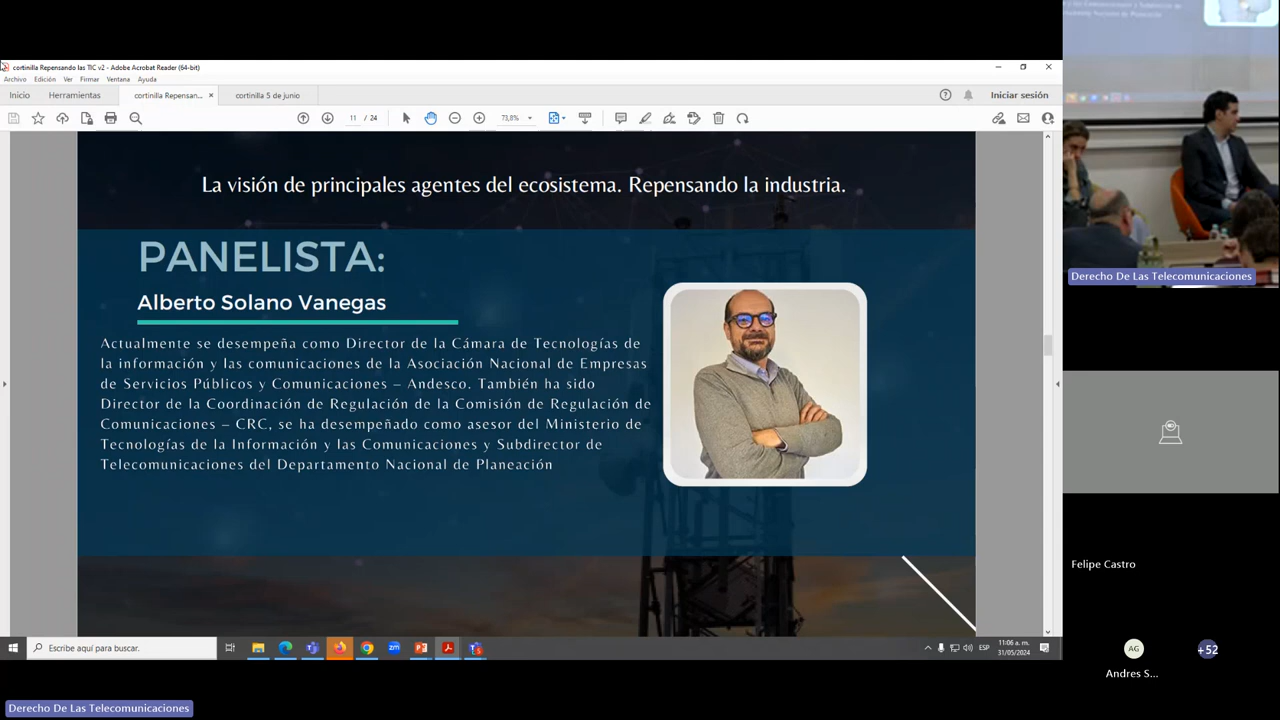 cortinilla Repensando las TIC v2 - Adobe Acrobat Reader (64-bit)
Archivo Edición Ver Firmar Ventana Ayuda
Inicio Herramientas cortinilla Repensan... × cortinilla 5 de junio Iniciar sesión
11 / 24 73,8%
La visión de principales agentes del ecosistema. Repensando la industria.
PANELISTA:
Alberto Solano Vanegas
Actualmente se desempeña como Director de la Cámara de Tecnologías de
la información y las comunicaciones de la Asociación Nacional de Empresas
de Servicios Públicos y Comunicaciones – Andesco. También ha sido
Director de la Coordinación de Regulación de la Comisión de Regulación de
Comunicaciones – CRC, se ha desempeñado como asesor del Ministerio de
Tecnologías de la Información y las Comunicaciones y Subdirector de
Telecomunicaciones del Departamento Nacional de Planeación
Escribe aquí para buscar.
zm
ESP
11:06 a. m.
31/05/2024
Derecho De Las Telecomunicaciones
Derecho De Las Telecomunicaciones
Felipe Castro
AG
+52
Andres S...